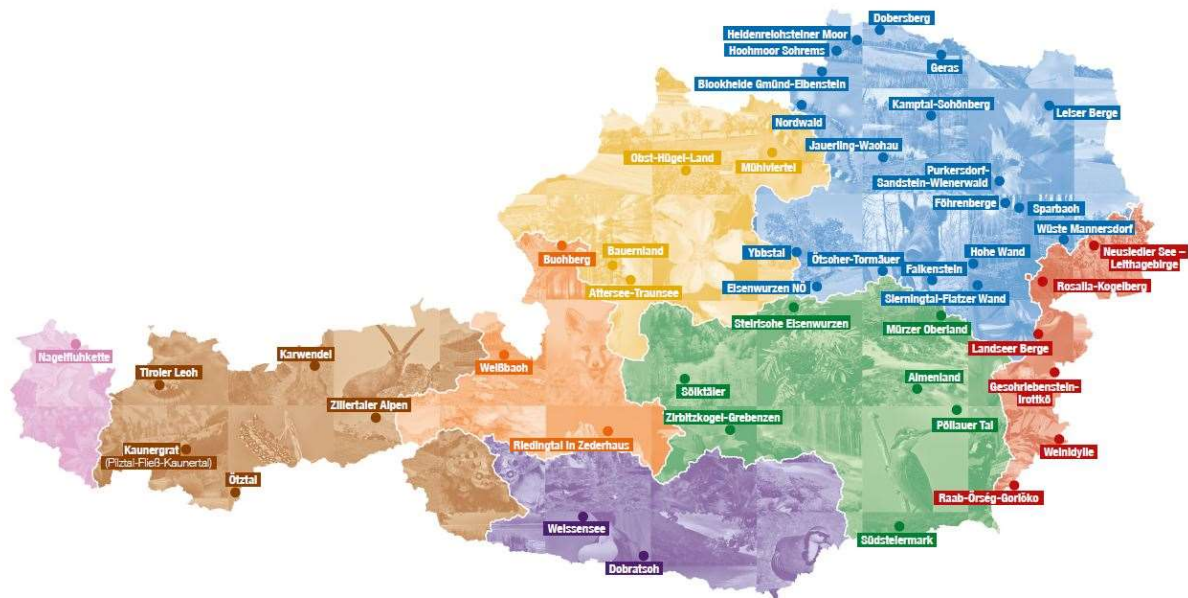 Dobersberg
Heidenreichsteiner Moor
Hochmoor Schrems
Geras
Blockheide Gmünd-Eibenstein
Kamptal-Schönberg
Leiser Berge
Nordwald
Jauerling-Wachau
Obst-Hügel-Land
Mühlviertel
Purkersdorf-
Sandstein-Wienerwald
Föhrenberge
Sparbach
Wüste Mannersdorf
Bauernland
Buchberg
Ybbstal
Ötscher-Tormäuer
Hohe Wand
Falkenstein
Neusiedler See –
Leithagebirge
Attersee-Traunsee
Eisenwurzen NÖ
Sierningtal-Flatzer Wand
Rosalia-Kogelberg
Steirische Eisenwurzen
Mürzer Oberland
Landseer Berge
Nagelfluhkette
Karwendel
Weißbach
Tiroler Lech
Sölktäler
Almenland
Geschriebenstein-
Irottkö
Zillertaler Alpen
Zirbitzkogel-Grebenzen
Pöllauer Tal
Kaunergrat
(Pitztal-Fließ-Kaunertal)
Riedingtal in Zederhaus
Weinidylle
Ötztal
Raab-Örség-Goricko
Weissensee
Südsteiermark
Dobratsch